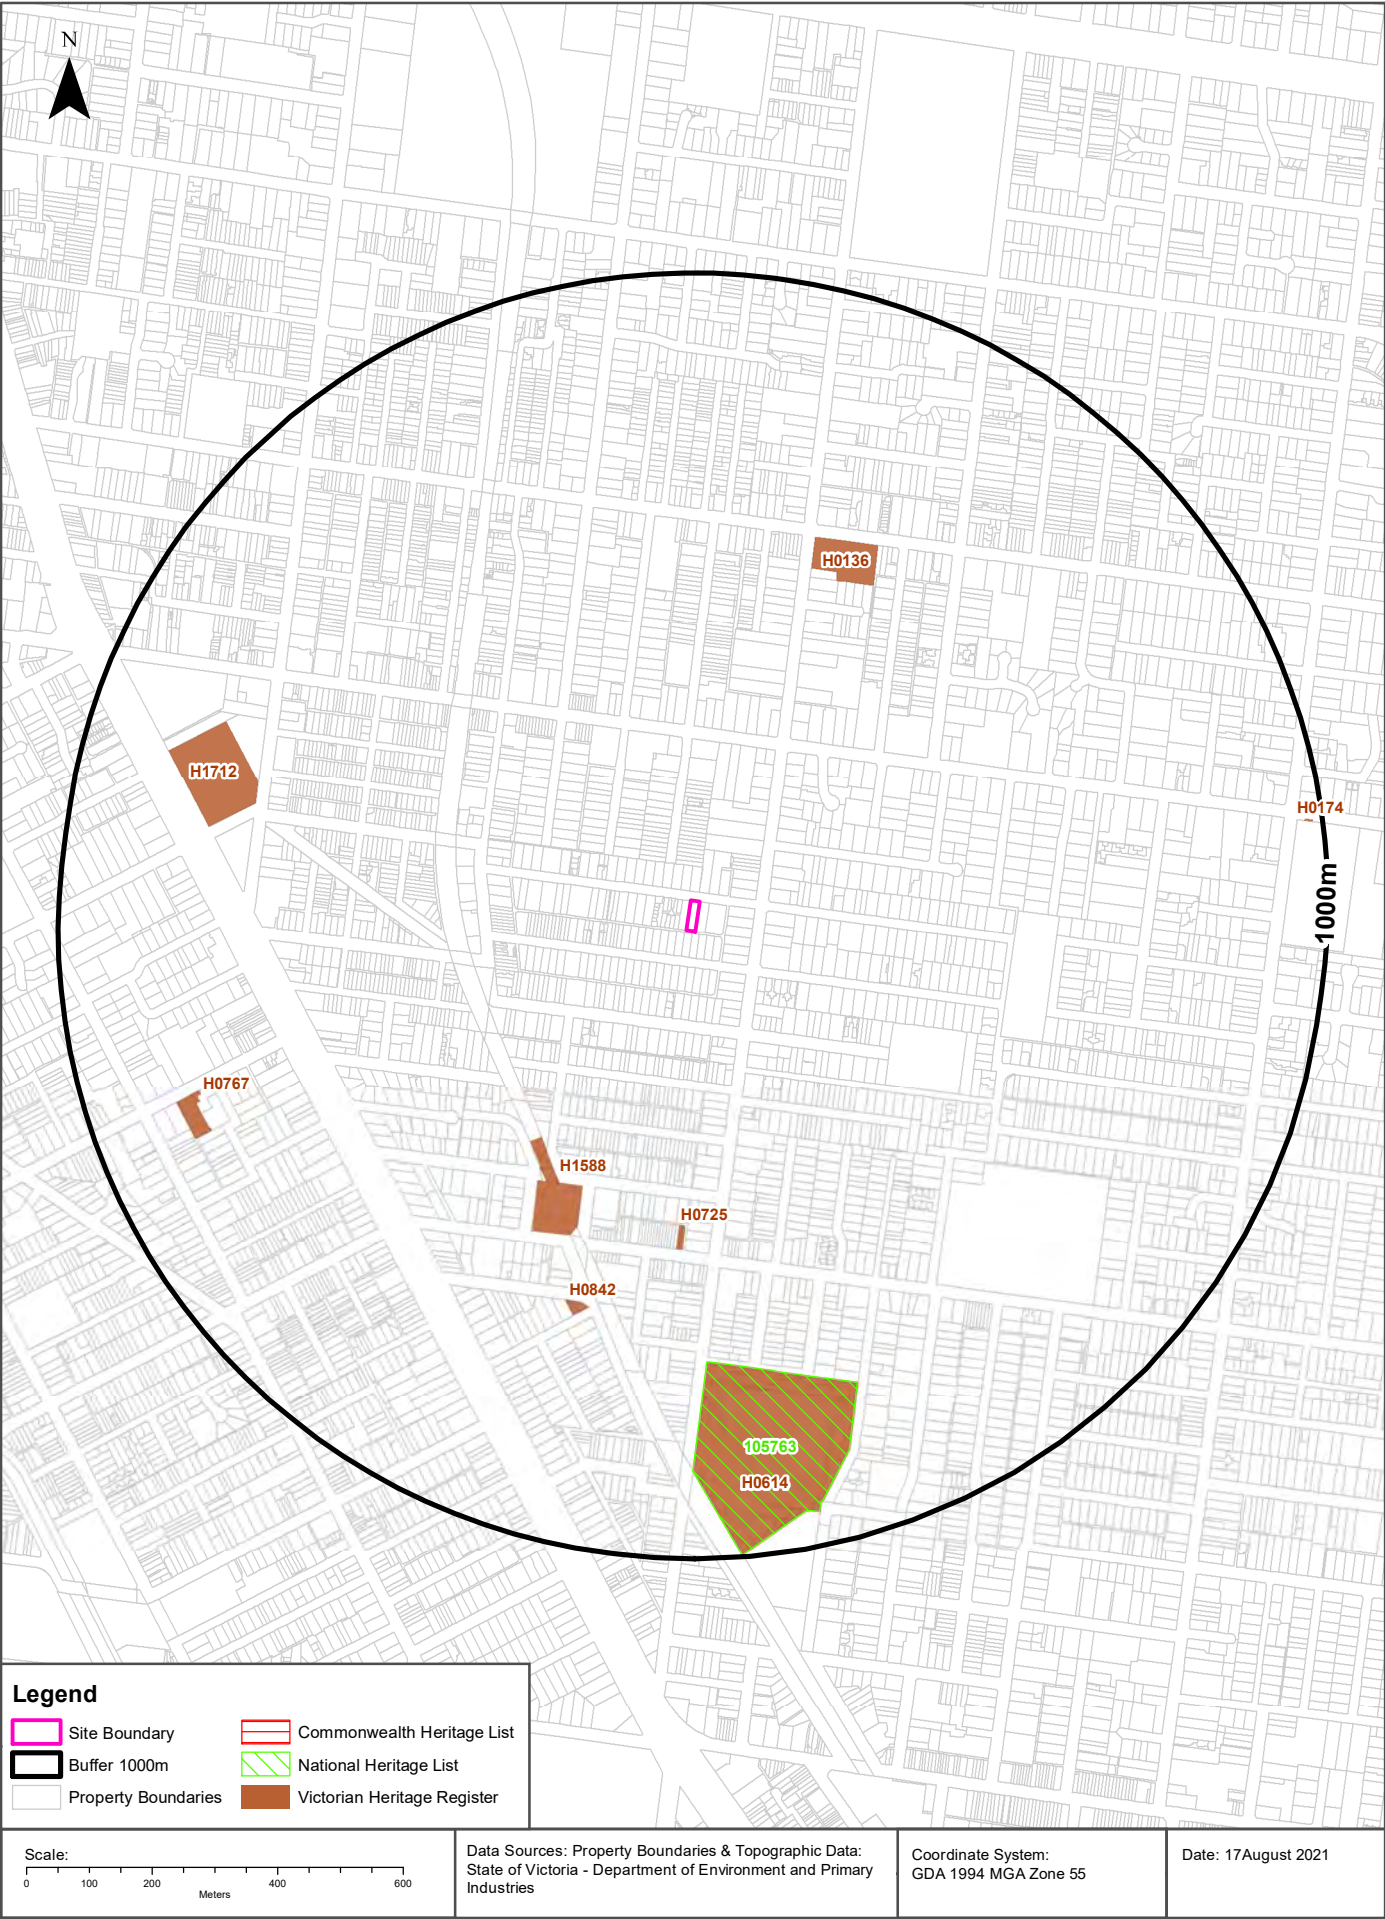 N
H0136
H1712
H0174
1000m
H0767
H1588
H0725
H0842
105763
H0614
Legend
Site Boundary
Commonwealth Heritage List
Buffer 1000m
National Heritage List
Property Boundaries
Victorian Heritage Register
Scale:
0 100 200 400 600
Meters
Data Sources: Property Boundaries & Topographic Data:
State of Victoria - Department of Environment and Primary
Industries
Coordinate System:
GDA 1994 MGA Zone 55
Date: 17August 2021